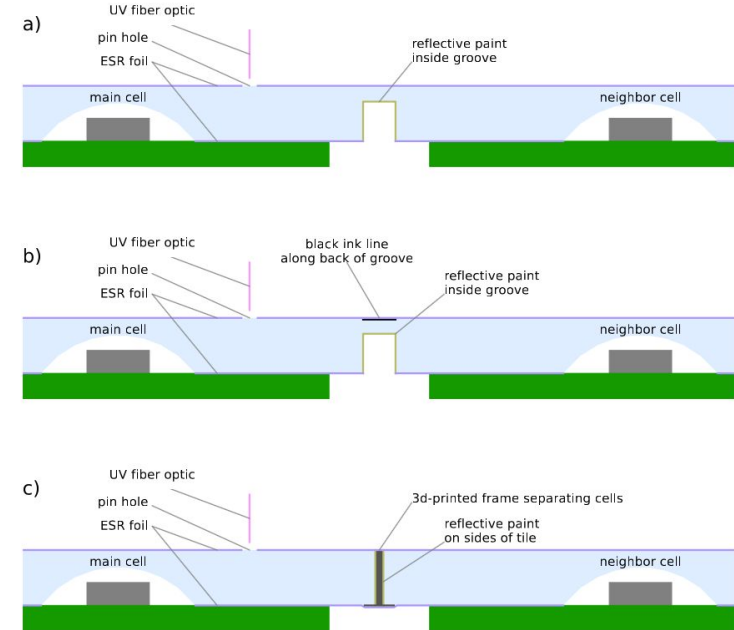 a)
UV fiber optic
pin hole
ESR foil
main cell
reflective paint
inside groove
neighbor cell
b)
UV fiber optic
pin hole
ESR foil
main cell
black ink line
along back of groove
reflective paint
inside groove
neighbor cell
c)
UV fiber optic
pin hole
ESR foil
main cell
3d-printed frame separating cells
reflective paint
on sides of tile
neighbor cell